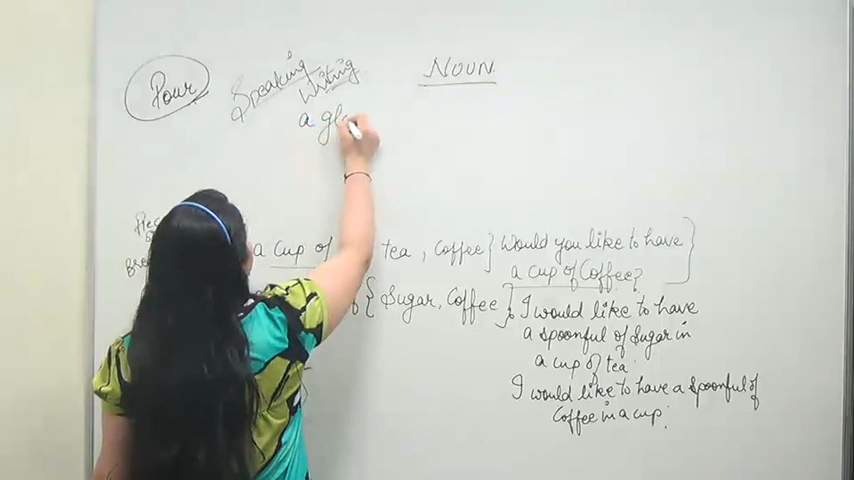 Pour
Speaking
Writing
NOUN
a gl
a cup of tea, Coffee} Would you like to have
a cup of Coffee?
{Sugar, Coffee} I would like to have
a spoonful of Sugar in
a cup of tea.
I would like to have a spoonful of
Coffee in a cup.